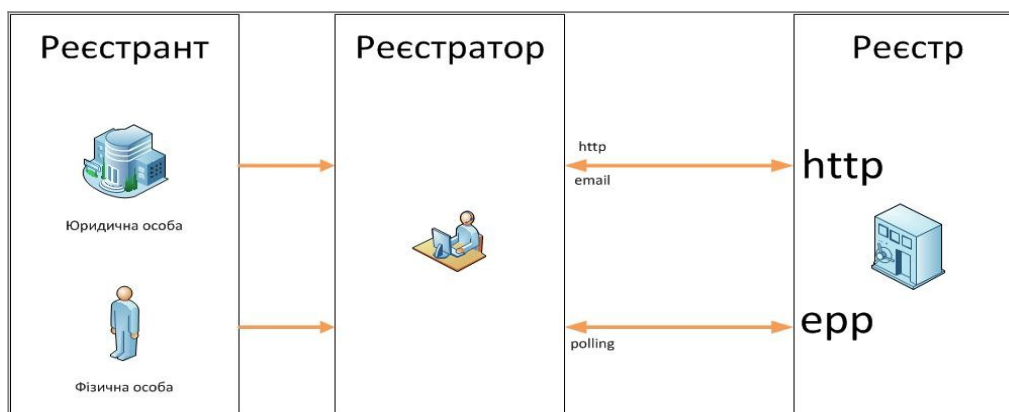 Реєстрант
Реєстратор
Реєстр
Юридична особа
Фізична особа
http
email
polling
http
epp